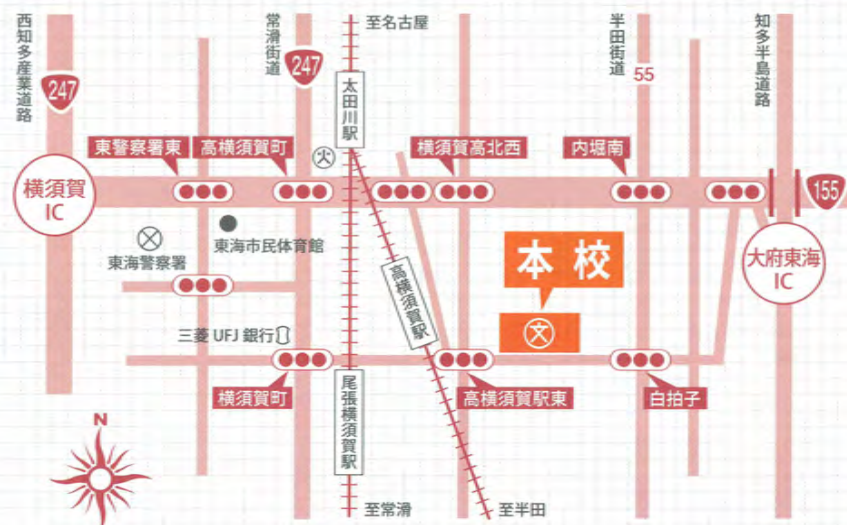 西知多産業道路
247
常滑街道
247
至名古屋
太田川駅
半田街道
55
知多半島道路
東警察署東
高横須賀町
火
横須賀高北西
内堀南
横須賀
IC
155
東海市民体育館
東海警察署
本校
文
大府東海
IC
高横須賀駅
三菱UFJ銀行
横須賀町
尾張横須賀駅
高横須賀駅東
白拍子
N
至常滑
至半田